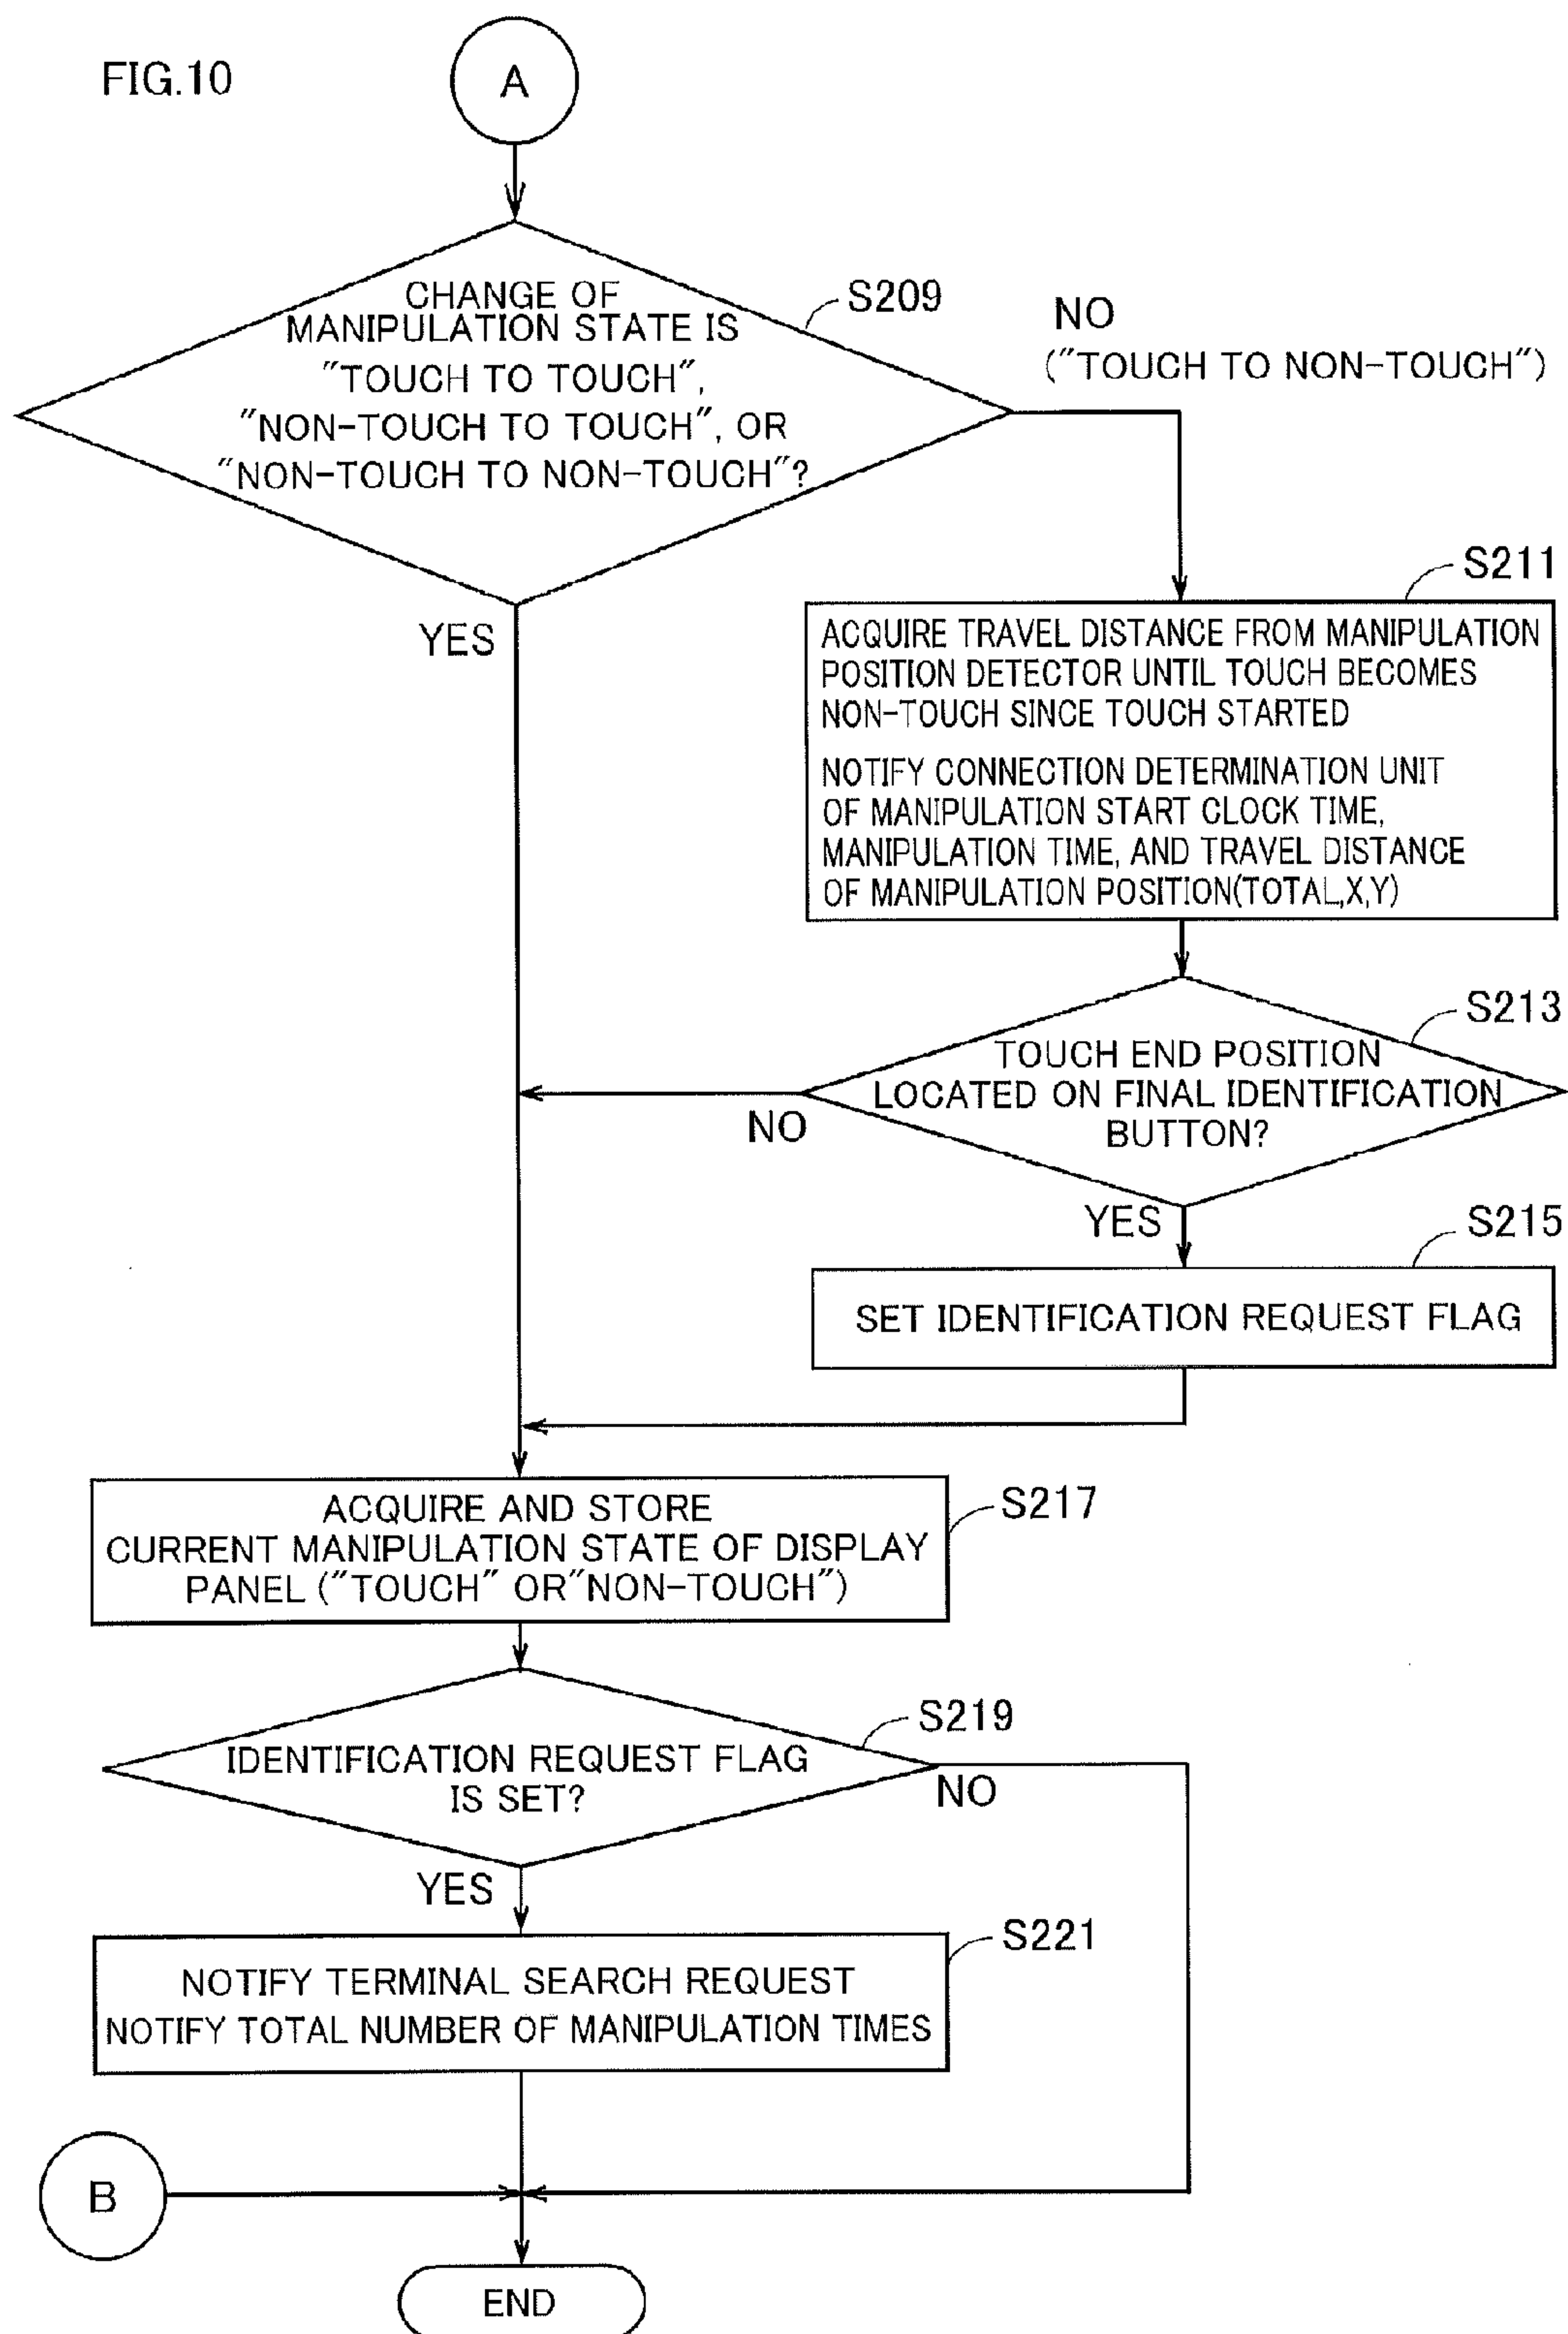 FIG.10
A
CHANGE OF
MANIPULATION STATE IS
"TOUCH TO TOUCH",
"NON-TOUCH TO TOUCH", OR
"NON-TOUCH TO NON-TOUCH"?
S209
NO
("TOUCH TO NON-TOUCH")
YES
S211
ACQUIRE TRAVEL DISTANCE FROM MANIPULATION
POSITION DETECTOR UNTIL TOUCH BECOMES
NON-TOUCH SINCE TOUCH STARTED
NOTIFY CONNECTION DETERMINATION UNIT
OF MANIPULATION START CLOCK TIME,
MANIPULATION TIME, AND TRAVEL DISTANCE
OF MANIPULATION POSITION(TOTAL,X,Y)
S213
TOUCH END POSITION
LOCATED ON FINAL IDENTIFICATION
BUTTON?
NO
YES
S215
SET IDENTIFICATION REQUEST FLAG
S217
ACQUIRE AND STORE
CURRENT MANIPULATION STATE OF DISPLAY
PANEL ("TOUCH" OR"NON-TOUCH")
S219
IDENTIFICATION REQUEST FLAG
IS SET?
NO
YES
S221
NOTIFY TERMINAL SEARCH REQUEST
NOTIFY TOTAL NUMBER OF MANIPULATION TIMES
B
END